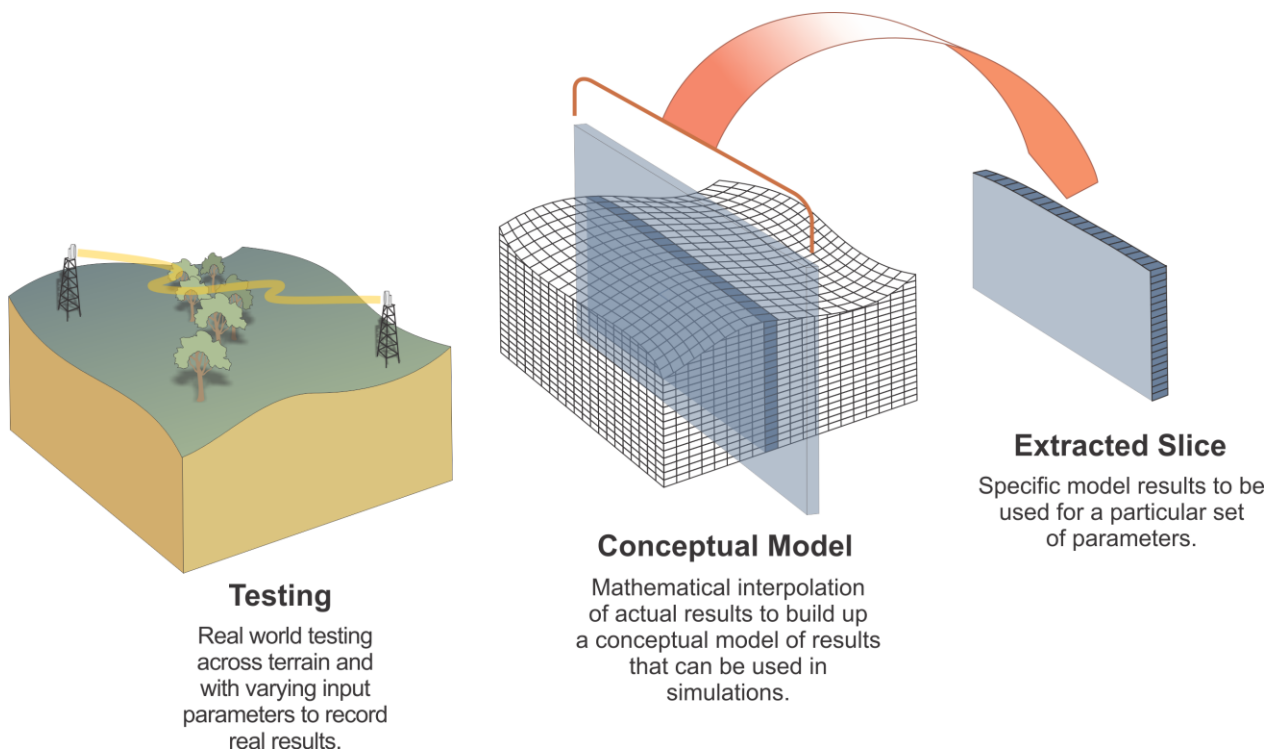 Testing
Real world testing
across terrain and
with varying input
parameters to record
real results.
Conceptual Model
Mathematical interpolation
of actual results to build up
a conceptual model of results
that can be used in
simulations.
Extracted Slice
Specific model results to be
used for a particular set
of parameters.